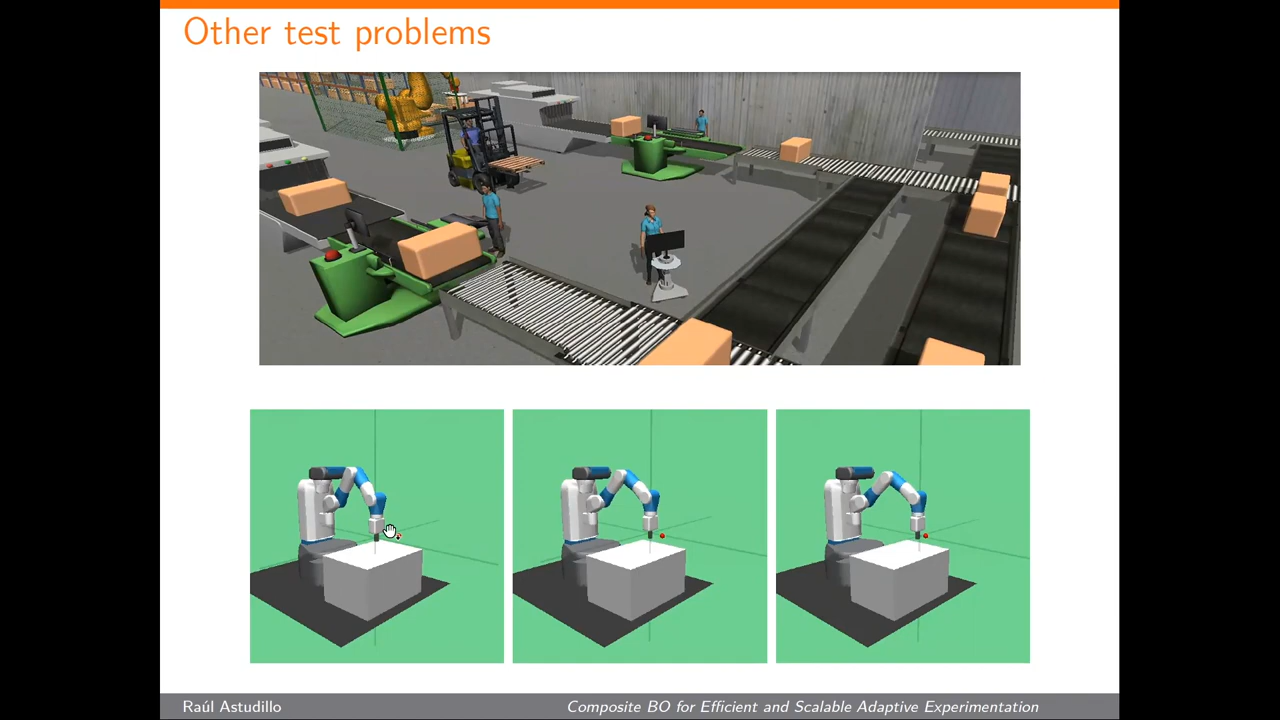 Other test problems
Raúl Astudillo
Composite BO for Efficient and Scalable Adaptive Experimentation